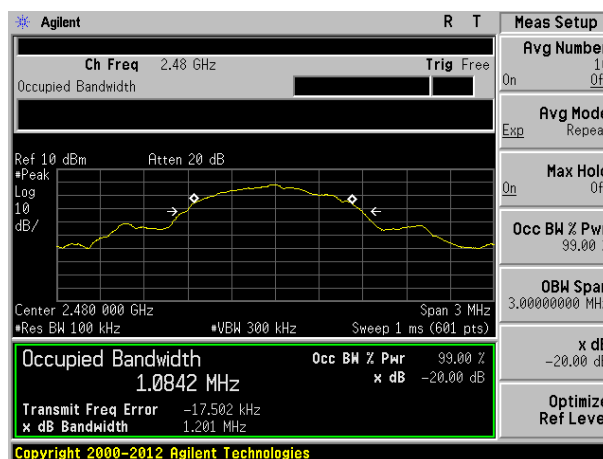 Agilent R T Meas Setup
Ch Freq 2.48 GHz Trig Free
Occupied Bandwidth
Ref 10 dBm Atten 20 dB
#Peak
Log
10
dB/
Center 2.480 000 GHz Span 3 MHz
#Res BW 100 kHz #VBW 300 kHz Sweep 1 ms (601 pts)
Occupied Bandwidth Occ BW % Pwr 99.00 %
1.0842 MHz x dB -20.00 dB
Transmit Freq Error -17.502 kHz
x dB Bandwidth 1.201 MHz
Copyright 2000-2012 Agilent Technologies
Avg Number
10
On Of
Avg Mode
Exp Repea
Max Hold
On Of
Occ BW % Pwr
99.00
OBW Span
3.00000000 MH
x dB
-20.00 dB
Optimize
Ref Leve